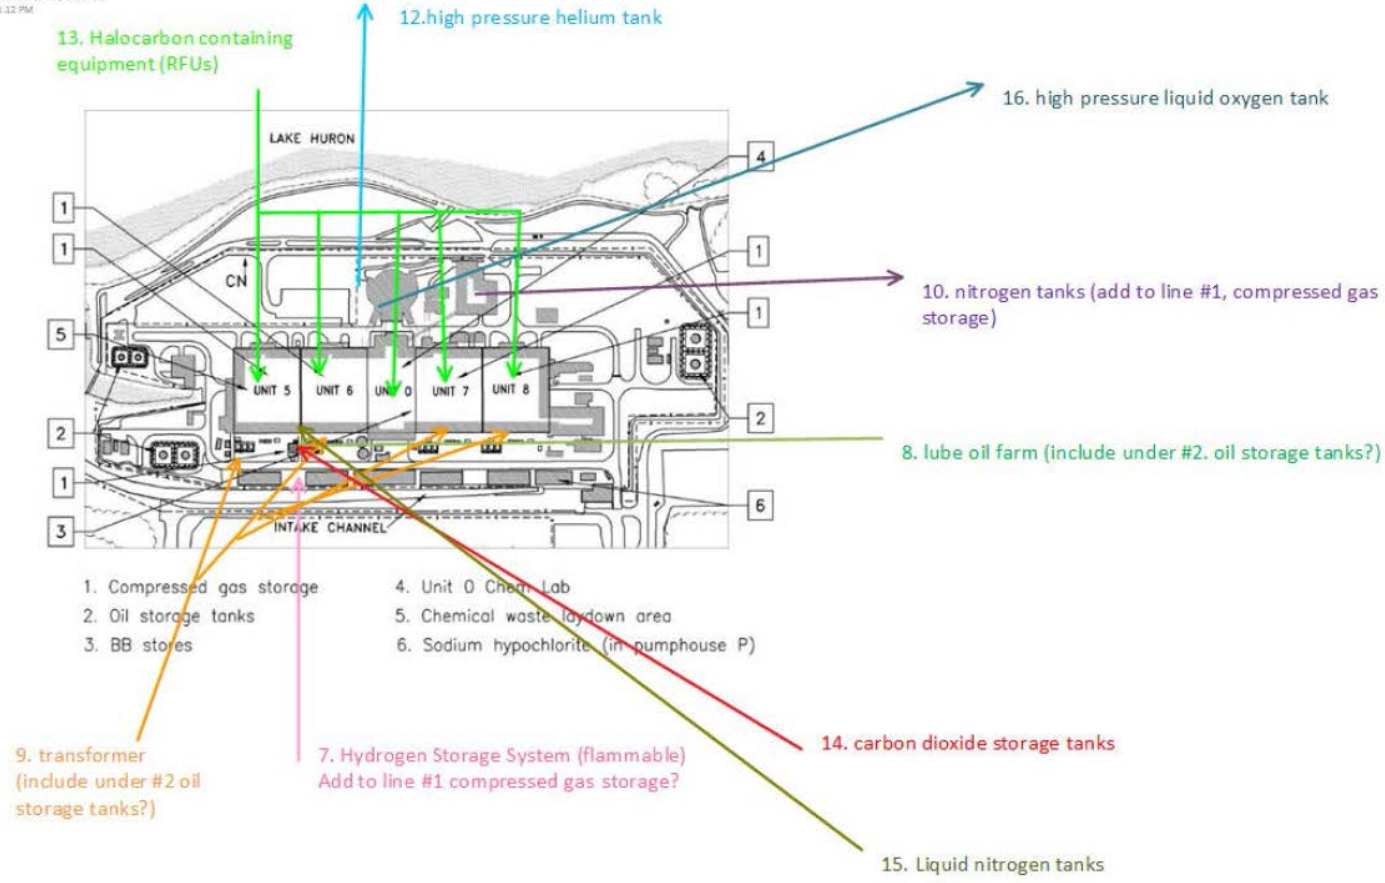 12.high pressure helium tank
13. Halocarbon containing
equipment (RFUs)
16. high pressure liquid oxygen tank
LAKE HURON
4
1
1
1
CN
10. nitrogen tanks (add to line #1, compressed gas
storage)
1
5
UNIT 5
UNIT 6
UNIT 0
UNIT 7
UNIT 8
2
2
8. lube oil farm (include under #2. oil storage tanks?)
1
6
3
INTAKE CHANNEL
1. Compressed gas storage
2. Oil storage tanks
3. BB stores
4. Unit 0 Chem Lab
5. Chemical waste laydown area
6. Sodium hypochlorite (in pumphouse P)
9. transformer
(include under #2 oil
storage tanks?)
7. Hydrogen Storage System (flammable)
Add to line #1 compressed gas storage?
14. carbon dioxide storage tanks
15. Liquid nitrogen tanks